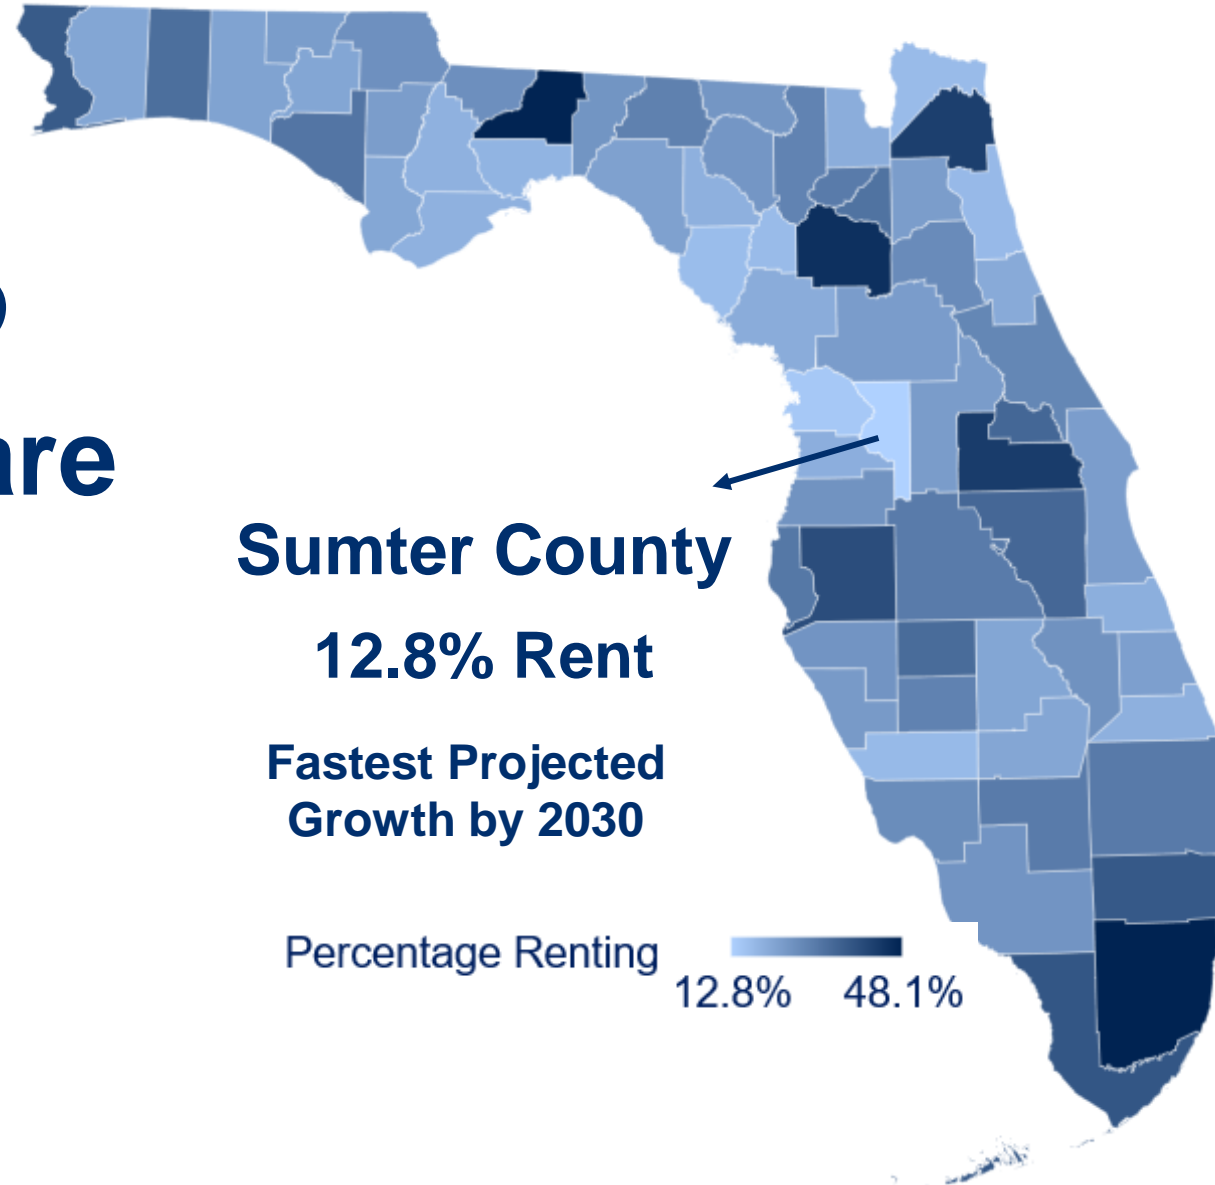 are
Sumter County
12.8% Rent
Fastest Projected
Growth by 2030
Percentage Renting
12.8% 48.1%